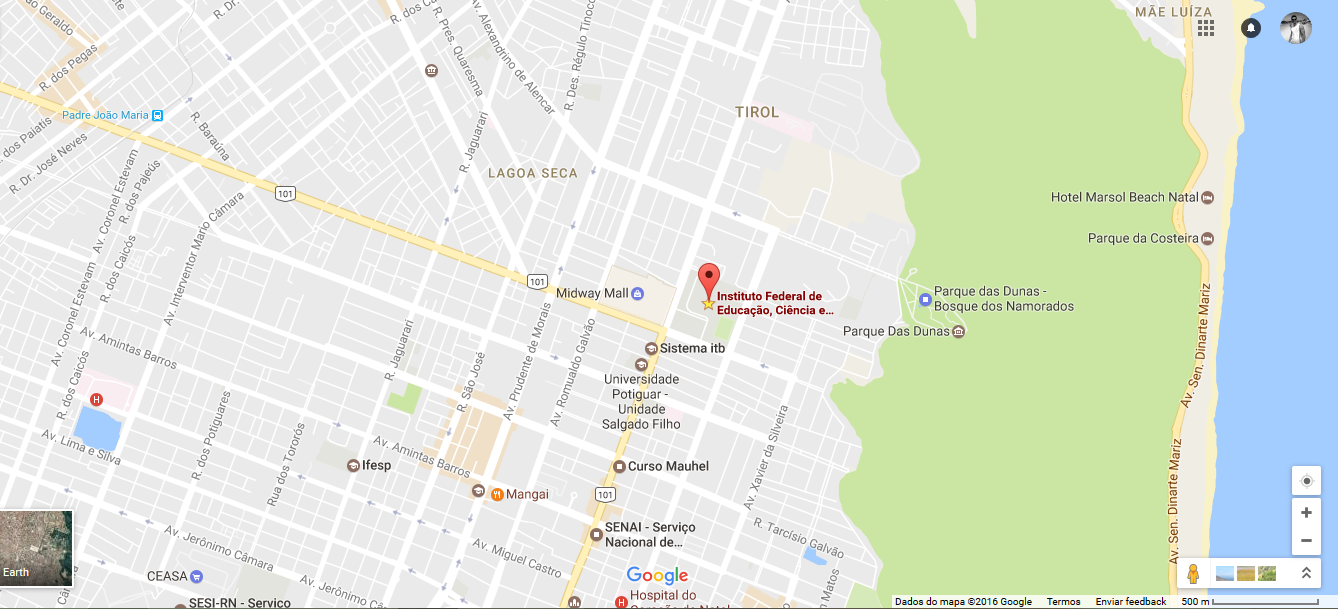 MÃE LUÍZA
R. dos Pegas
R. Pres. Quaresma
Av. Alexandrino de Alencar
R. Des. Régulo Tinoco
Padre João Maria
TIROL
R. Baraúna
dos Paiatis
R. Dr. José Neves
R. Jaguarari
LAGOA SECA
101
Av. Coronel Estevam
R. dos Pajeús
Av. Interventor Mário Câmara
R. dos Caicós
Hotel Marsol Beach Natal
Parque da Costeira
101
Midway Mall
Instituto Federal de
Educação, Ciência e...
Parque das Dunas -
Bosque dos Namorados
Parque Das Dunas
Av. Coronel Estevam
Av. Amintas Barros
R. Jaguarari
Sistema itb
Av. Prudente de Morais
Av. Romualdo Galvão
R. São José
Universidade
Potiguar -
Unidade
Salgado Filho
Av. Sen. Dinarte Mariz
R. dos Caicós
H
Av. Lima e Silva
R. dos Potiguares
Rua dos Tororós
Av. Amintas Barros
Ifesp
Mangai
Curso Mauhel
Av. Xavier da Silveira
101
Av. Sen. Dinarte Mariz
SENAI - Serviço
Nacional de...
R. Tarcísio Galvão
Av. Jerônimo Câmara
Av. Miguel Castro
Earth
CEASA
Google
Av. Jerônimo Câmara
Hospital do
SESI-RN - Serviço
H
Dados do mapa ©2016 Google
Termos
Enviar feedback
500 m